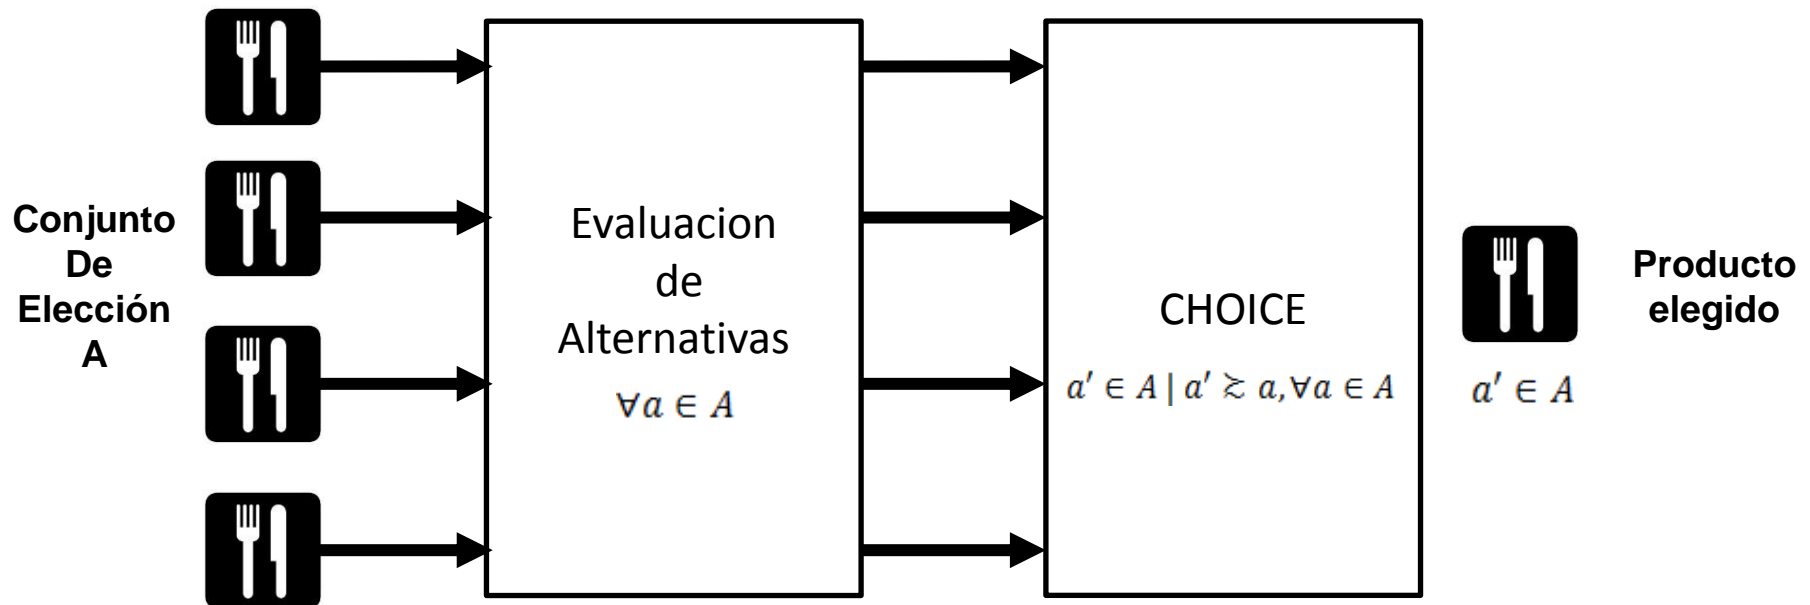 Conjunto
De
Elección
A
Evaluacion
de
Alternativas
∀a ∈ A
CHOICE
a′ ∈ A | a′ ≿ a, ∀a ∈ A
a′ ∈ A
Producto
elegido